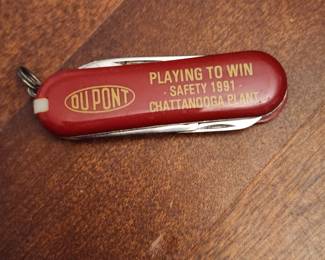 DU PONT
PLAYING TO WIN
· SAFETY 1991 ·
CHATTANOOGA PLANT